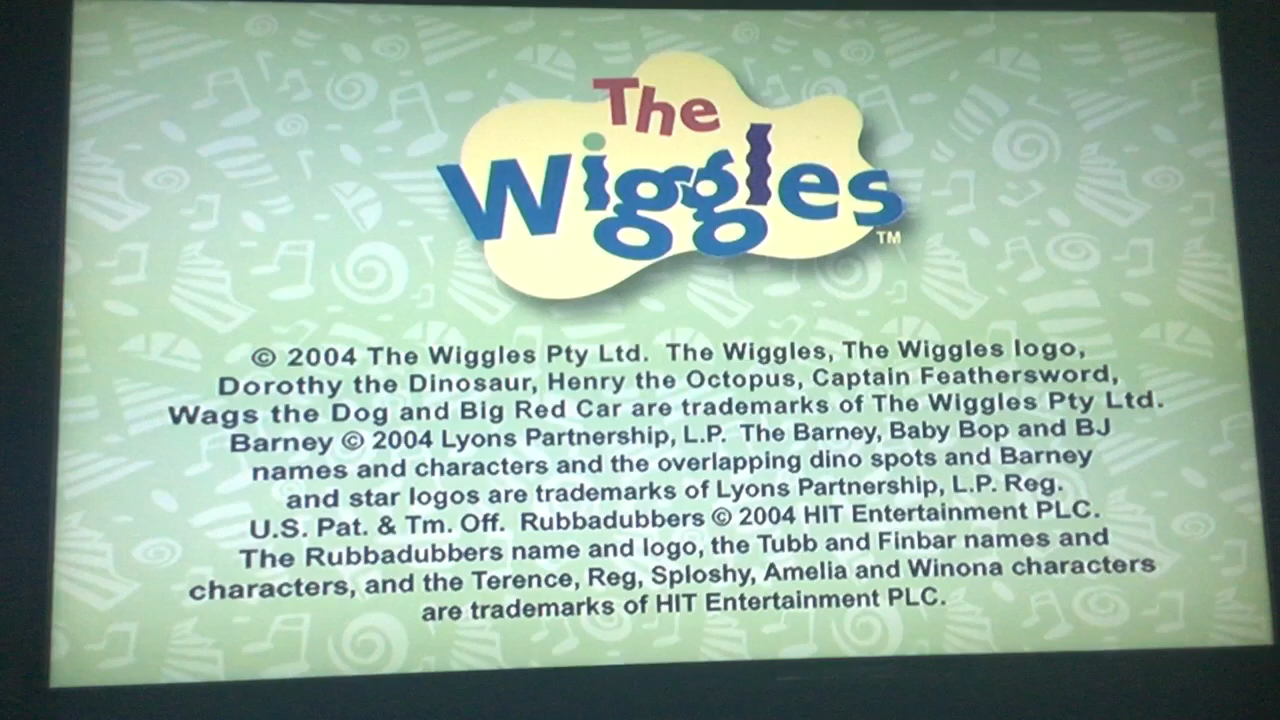 The
Wiggles
TM
© 2004 The Wiggles Pty Ltd. The Wiggles, The Wiggles logo,
Dorothy the Dinosaur, Henry the Octopus, Captain Feathersword,
Wags the Dog and Big Red Car are trademarks of The Wiggles Pty Ltd.
Barney © 2004 Lyons Partnership, L.P. The Barney, Baby Bop and BJ
names and characters and the overlapping dino spots and Barney
and star logos are trademarks of Lyons Partnership, L.P. Reg.
U.S. Pat. & Tm. Off. Rubbadubbers © 2004 HIT Entertainment PLC.
The Rubbadubbers name and logo, the Tubb and Finbar names and
characters, and the Terence, Reg, Sploshy, Amelia and Winona characters
are trademarks of HIT Entertainment PLC.